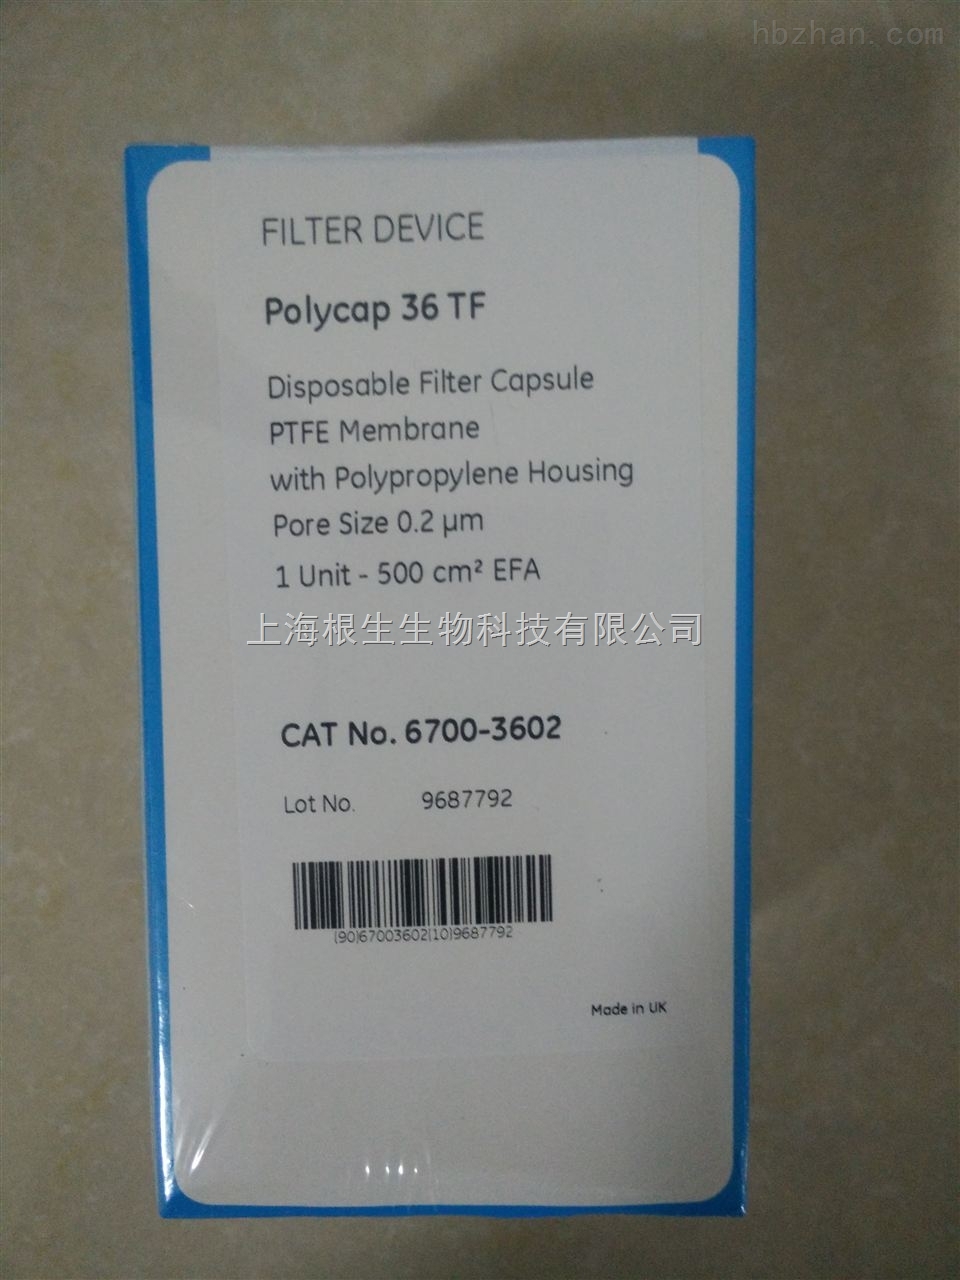 hbzhan.com
FILTER DEVICE
Polycap 36 TF
Disposable Filter Capsule
PTFE Membrane
with Polypropylene Housing
Pore Size 0.2 µm
1 Unit - 500 cm² EFA
上海根生生物科技有限公司
CAT No. 6700-3602
Lot No. 9687792
(90)67003602(10)9687792
Made in UK